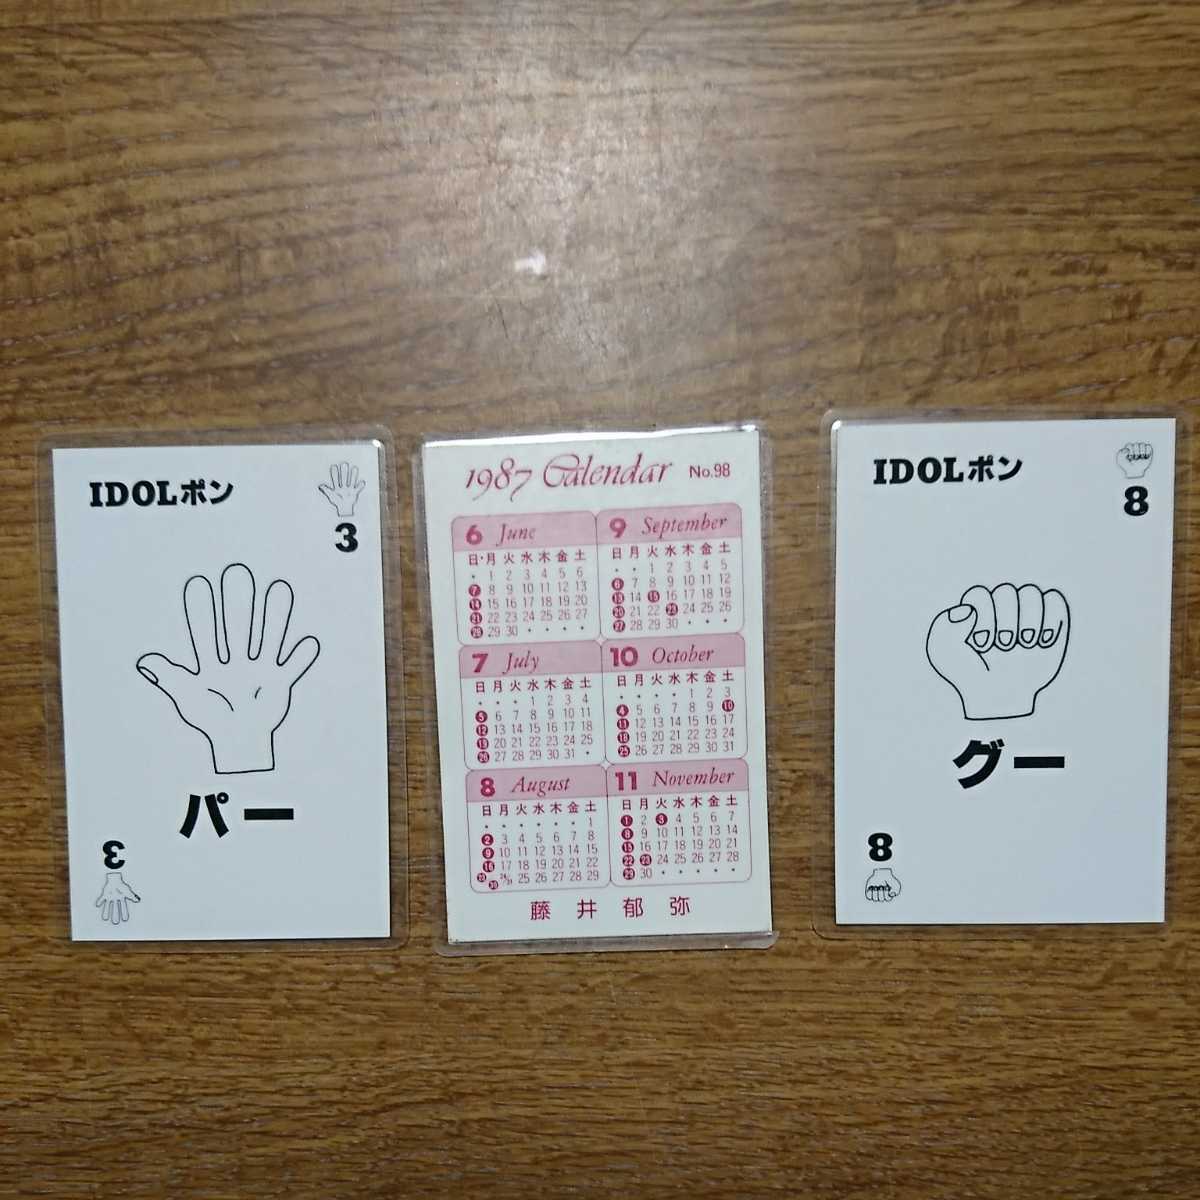 IDOLポン
3
パー
3
1987 Calendar No.98
6 June
日・月 火 水 木 金 土
・ 1 2 3 4 5 6
7 8 9 10 11 12 13
14 15 16 17 18 19 20
21 22 23 24 25 26 27
28 29 30 ・ ・ ・ ・
7 July
日 月 火 水 木 金 土
・ ・ ・ 1 2 3 4
5 6 7 8 9 10 11
12 13 14 15 16 17 18
19 20 21 22 23 24 25
26 27 28 29 30 31 ・
8 August
日 月 火 水 木 金 土
・ ・ ・ ・ ・ ・ 1
2 3 4 5 6 7 8
9 10 11 12 13 14 15
16 17 18 19 20 21 22
23/30 24/31 25 26 27 28 29
9 September
日 月 火 水 木 金 土
・ ・ 1 2 3 4 5
6 7 8 9 10 11 12
13 14 15 16 17 18 19
20 21 22 23 24 25 26
27 28 29 30 ・ ・ ・
10 October
日 月 火 水 木 金 土
・ ・ ・ ・ 1 2 3
4 5 6 7 8 9 10
11 12 13 14 15 16 17
18 19 20 21 22 23 24
25 26 27 28 29 30 31
11 November
日 月 火 水 木 金 土
1 2 3 4 5 6 7
8 9 10 11 12 13 14
15 16 17 18 19 20 21
22 23 24 25 26 27 28
29 30 ・ ・ ・ ・ ・
藤井郁弥
IDOLポン
8
グー
8